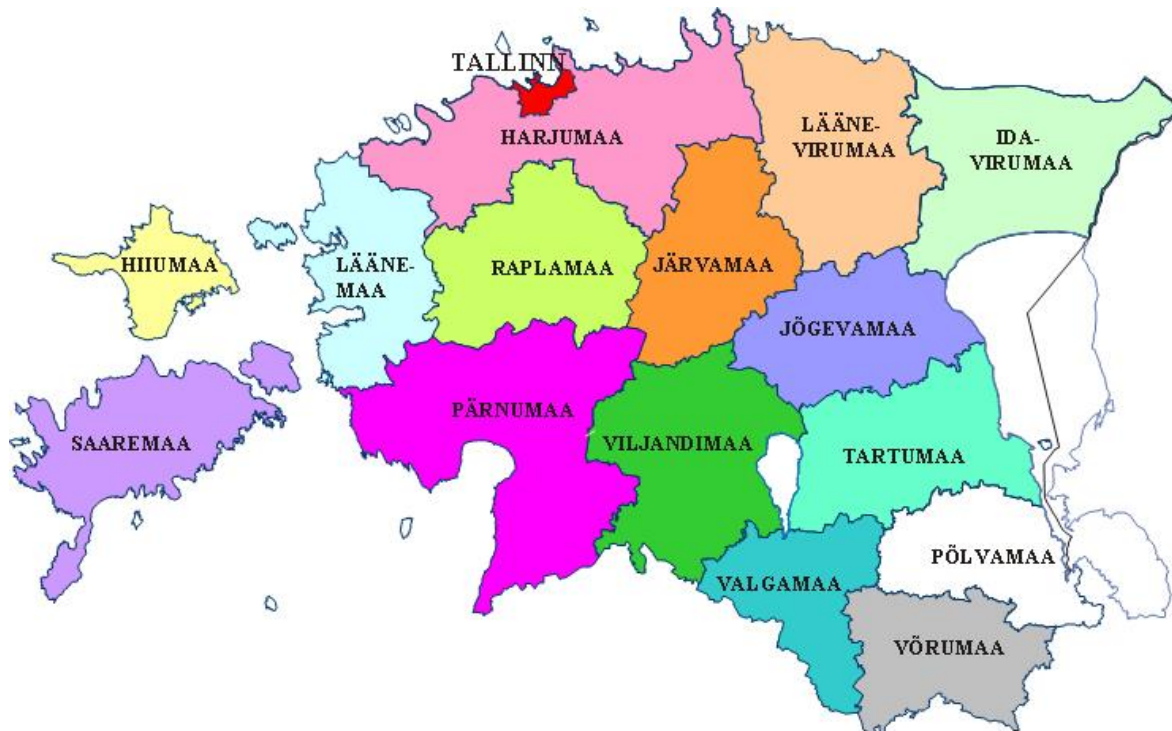 TALLINN
HARJUMAA
LÄÄNE-
VIRUMAA
IDA-
VIRUMAA
HIIUMAA
LÄÄNE-
MAA
RAPLAMAA
JÄRVAMAA
JÕGEVAMAA
SAAREMAA
PÄRNUMAA
VILJANDIMAA
TARTUMAA
PÕLVAMAA
VALGAMAA
VÕRUMAA